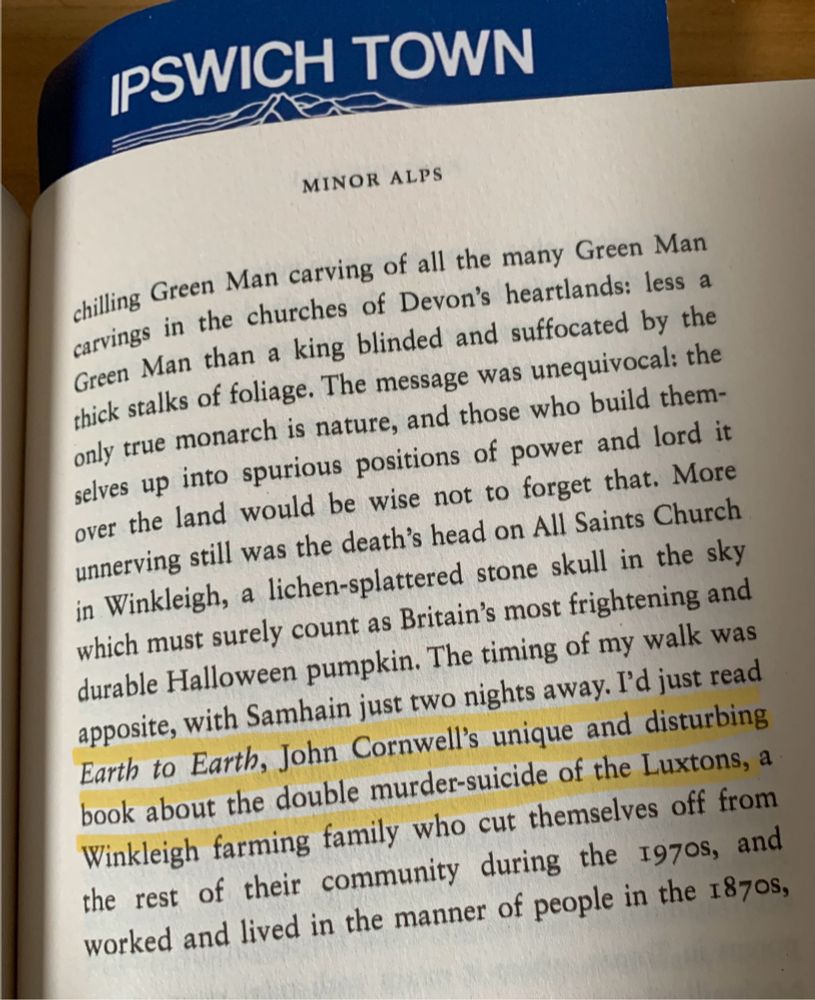 IPSWICH TOWN
MINOR ALPS
chilling Green Man carving of all the many Green Man
carvings in the churches of Devon's heartlands: less a
Green Man than a king blinded and suffocated by the
thick stalks of foliage. The message was unequivocal: the
only true monarch is nature, and those who build them-
selves up into spurious positions of power and lord it
over the land would be wise not to forget that. More
unnerving still was the death's head on All Saints Church
in Winkleigh, a lichen-splattered stone skull in the sky
which must surely count as Britain's most frightening and
durable Halloween pumpkin. The timing of my walk was
apposite, with Samhain just two nights away. I'd just read
Earth to Earth, John Cornwell's unique and disturbing
book about the double murder-suicide of the Luxtons, a
Winkleigh farming family who cut themselves off from
the rest of their community during the 1970s, and
worked and lived in the manner of people in the 1870s,